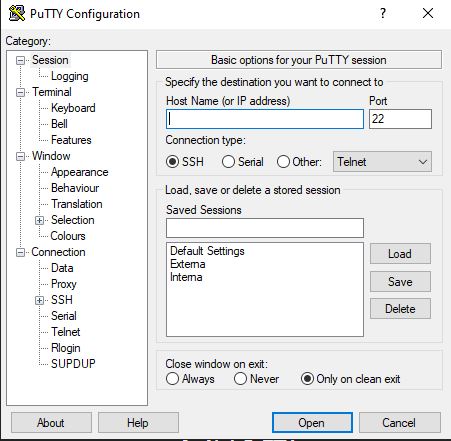 PuTTY Configuration
? ×
Category:
Session
Logging
Terminal
Keyboard
Bell
Features
Window
Appearance
Behaviour
Translation
Selection
Colours
Connection
Data
Proxy
SSH
Serial
Telnet
Rlogin
SUPDUP
Basic options for your PuTTY session
Specify the destination you want to connect to
Host Name (or IP address) Port
22
Connection type:
SSH Serial Other: Telnet
Load, save or delete a stored session
Saved Sessions
Default Settings
Externa
Interna
Load
Save
Delete
Close window on exit:
Always Never Only on clean exit
About Help Open Cancel